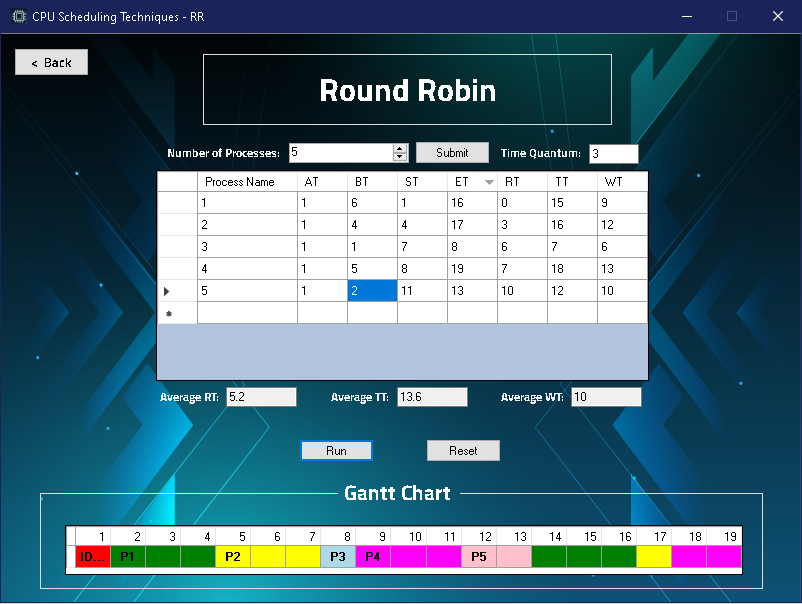 CPU Scheduling Techniques - RR
< Back
Round Robin
Number of Processes: 5 Submit Time Quantum: 3
Process Name AT BT ST ET RT TT WT
1 1 6 1 16 0 15 9
2 1 4 4 17 3 16 12
3 1 1 7 8 6 7 6
4 1 5 8 19 7 18 13
5 1 2 11 13 10 12 10
Average RT: 5.2 Average TT: 13.6 Average WT: 10
Run Reset
Gantt Chart
1 2 3 4 5 6 7 8 9 10 11 12 13 14 15 16 17 18 19
ID... P1 P2 P3 P4 P5